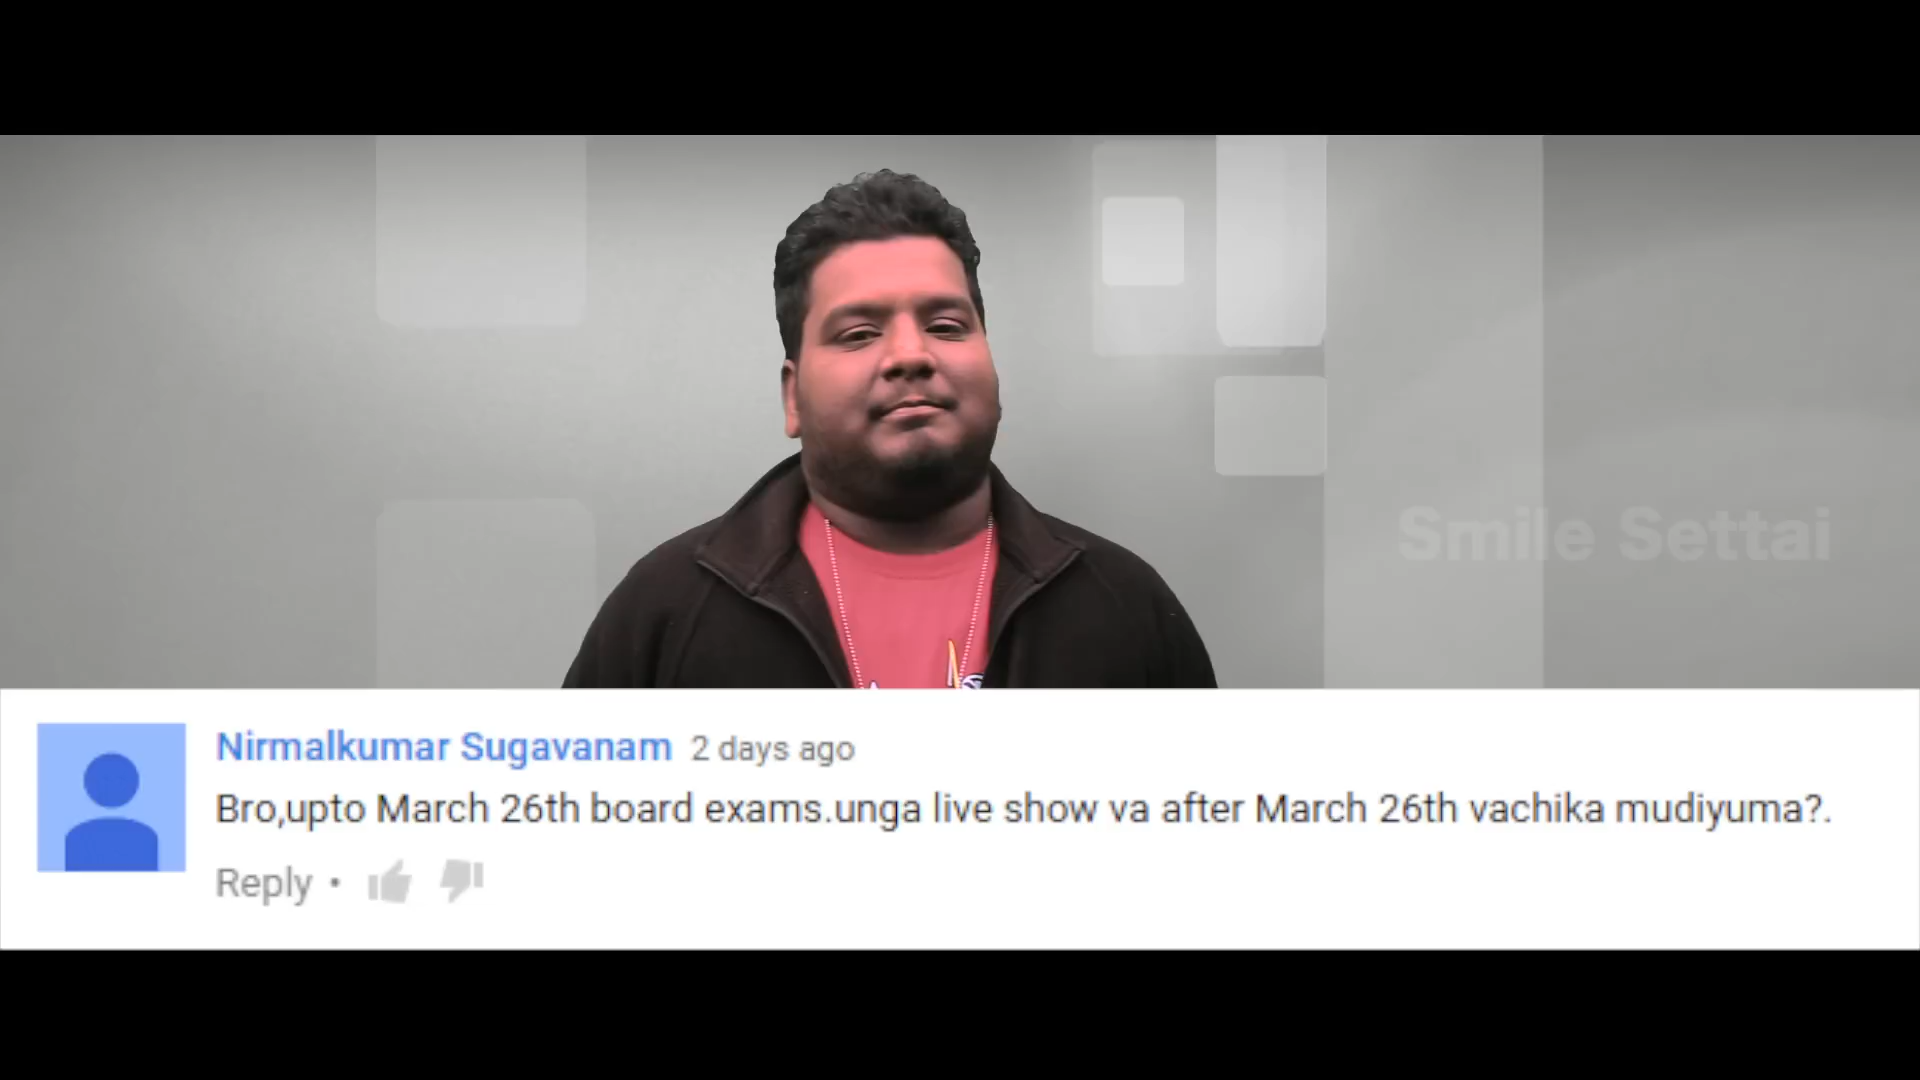 Smile Settai
Nirmalkumar Sugavanam 2 days ago
Bro,upto March 26th board exams.unga live show va after March 26th vachika mudiyuma?.
Reply •